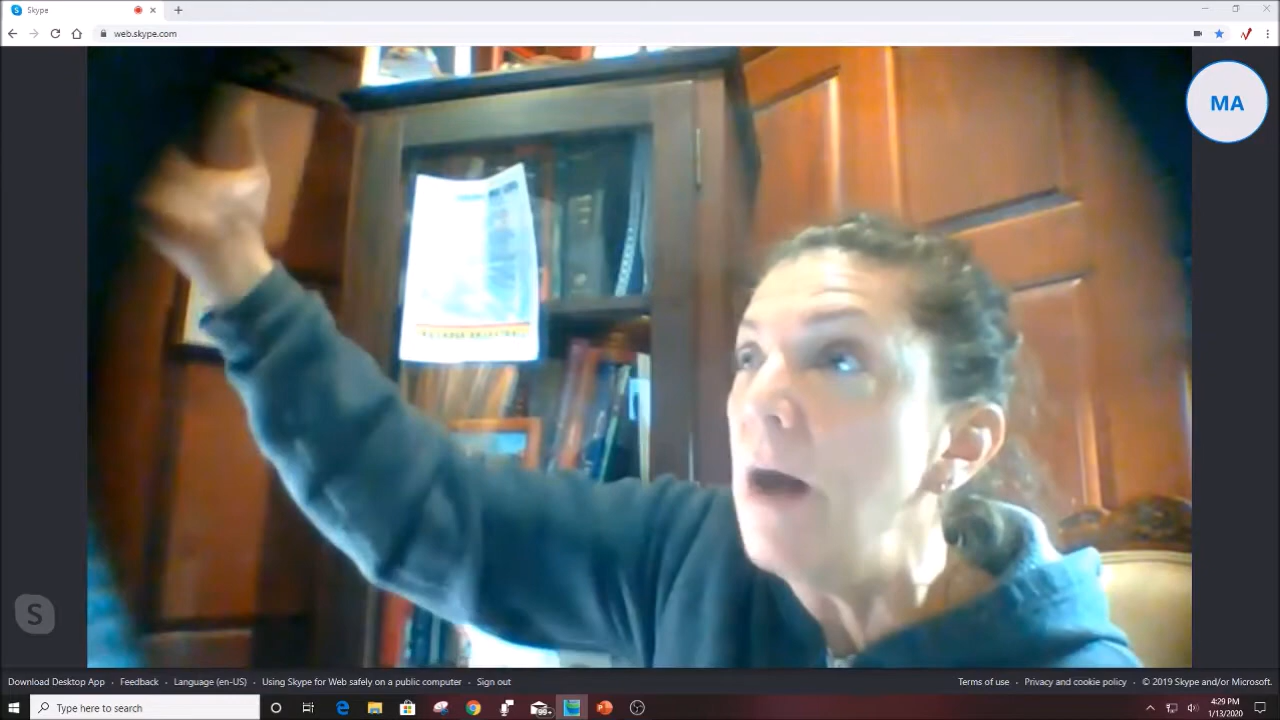 Skype
web.skype.com
MA
S
Download Desktop App Feedback Language (en-US) Using Skype for Web safely on a public computer Sign out
Terms of use Privacy and cookie policy © 2019 Skype and/or Microsoft.
Type here to search
99+
4:29 PM
1/13/2020